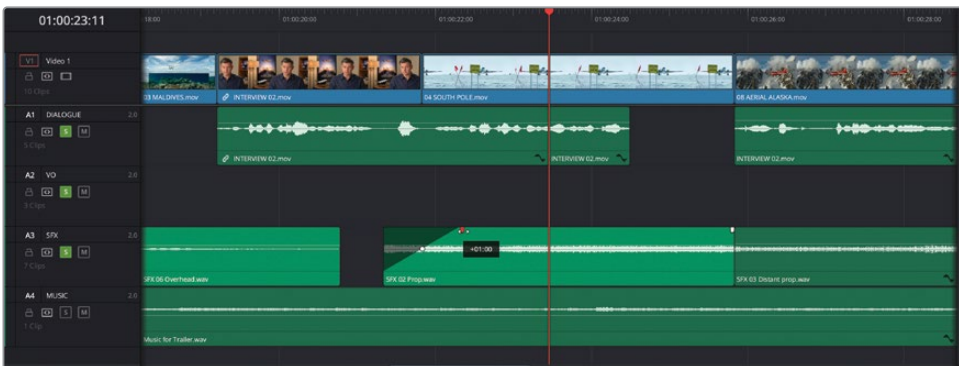 01:00:23:11
18:00
01:00:20:00
01:00:22:00
01:00:24:00
01:00:26:00
01:00:28:00
V1 Video 1
10 Clips
03 MALDIVES.mov
INTERVIEW 02.mov
04 SOUTH POLE.mov
08 AERIAL ALASKA.mov
A1 DIALOGUE 2.0
S M
5 Clips
INTERVIEW 02.mov
INTERVIEW 02.mov
INTERVIEW 02.mov
A2 VO 2.0
S M
3 Clips
A3 SFX 2.0
S M
7 Clips
+01:00
SFX 06 Overhead.wav
SFX 02 Prop.wav
SFX 03 Distant prop.wav
A4 MUSIC 2.0
S M
1 Clip
Music for Trailer.wav